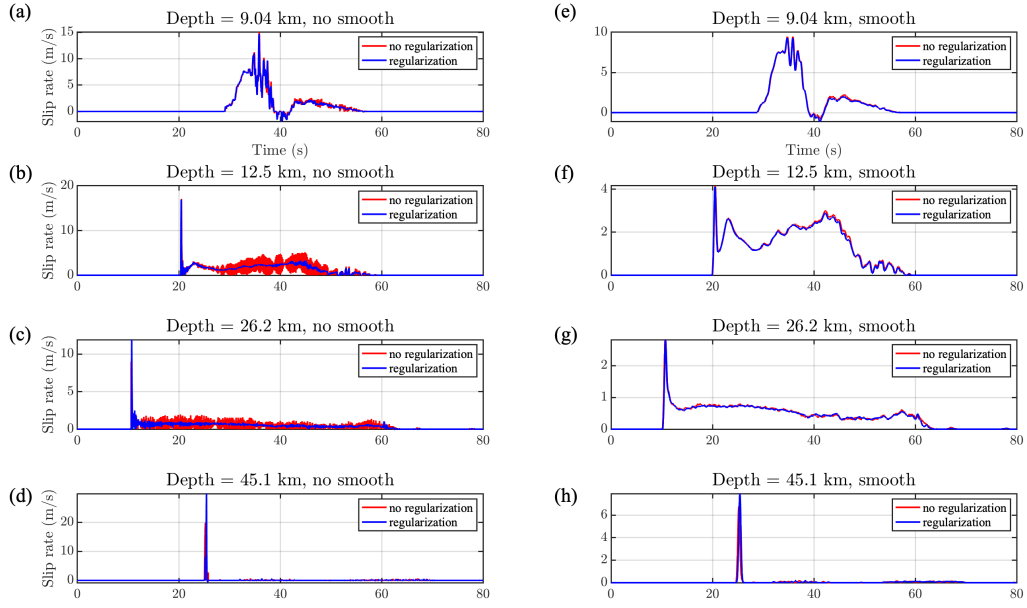 (a)
Depth = 9.04 km, no smooth
Slip rate (m/s)
15
10
5
0
no regularization
regularization
0
20
40
60
80
Time (s)
(b)
Depth = 12.5 km, no smooth
Slip rate (m/s)
20
10
0
no regularization
regularization
0
20
40
60
80
(c)
Depth = 26.2 km, no smooth
Slip rate (m/s)
10
5
0
no regularization
regularization
0
20
40
60
80
(d)
Depth = 45.1 km, no smooth
Slip rate (m/s)
20
10
0
no regularization
regularization
0
20
40
60
80
(e)
Depth = 9.04 km, smooth
10
5
0
no regularization
regularization
0
20
40
60
80
Time (s)
(f)
Depth = 12.5 km, smooth
4
2
0
no regularization
regularization
0
20
40
60
80
(g)
Depth = 26.2 km, smooth
2
1
0
no regularization
regularization
0
20
40
60
80
(h)
Depth = 45.1 km, smooth
6
4
2
0
no regularization
regularization
0
20
40
60
80